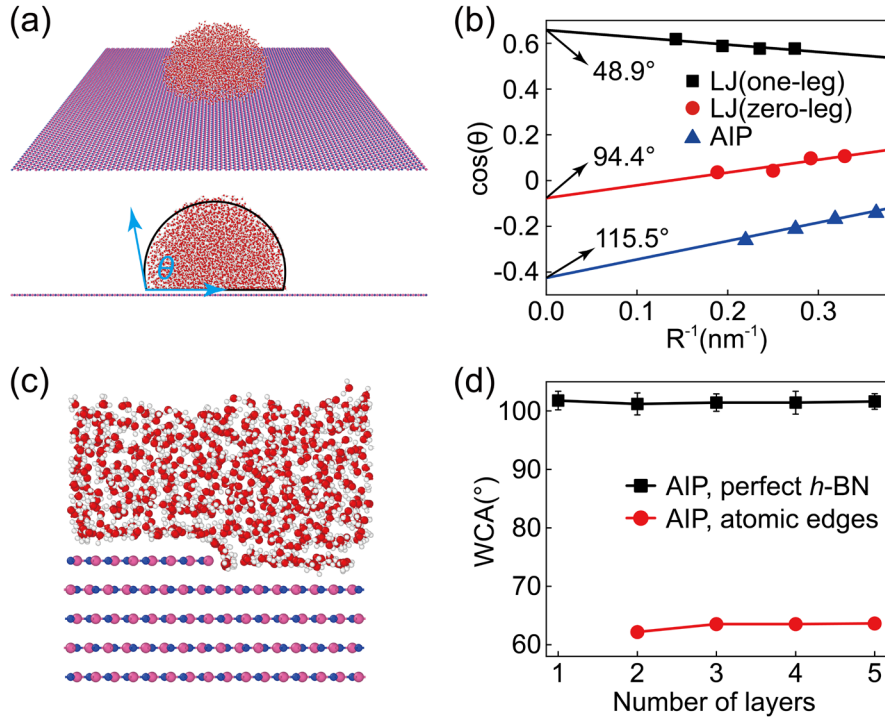 (a)
θ
(b)
cos(θ)
0.6
0.4
0.2
0
-0.2
-0.4
48.9°
LJ(one-leg)
LJ(zero-leg)
AIP
94.4°
115.5°
0.0
0.1
0.2
0.3
R⁻¹(nm⁻¹)
(c)
(d)
WCA(°)
100
90
80
70
60
AIP, perfect h-BN
AIP, atomic edges
1
2
3
4
5
Number of layers